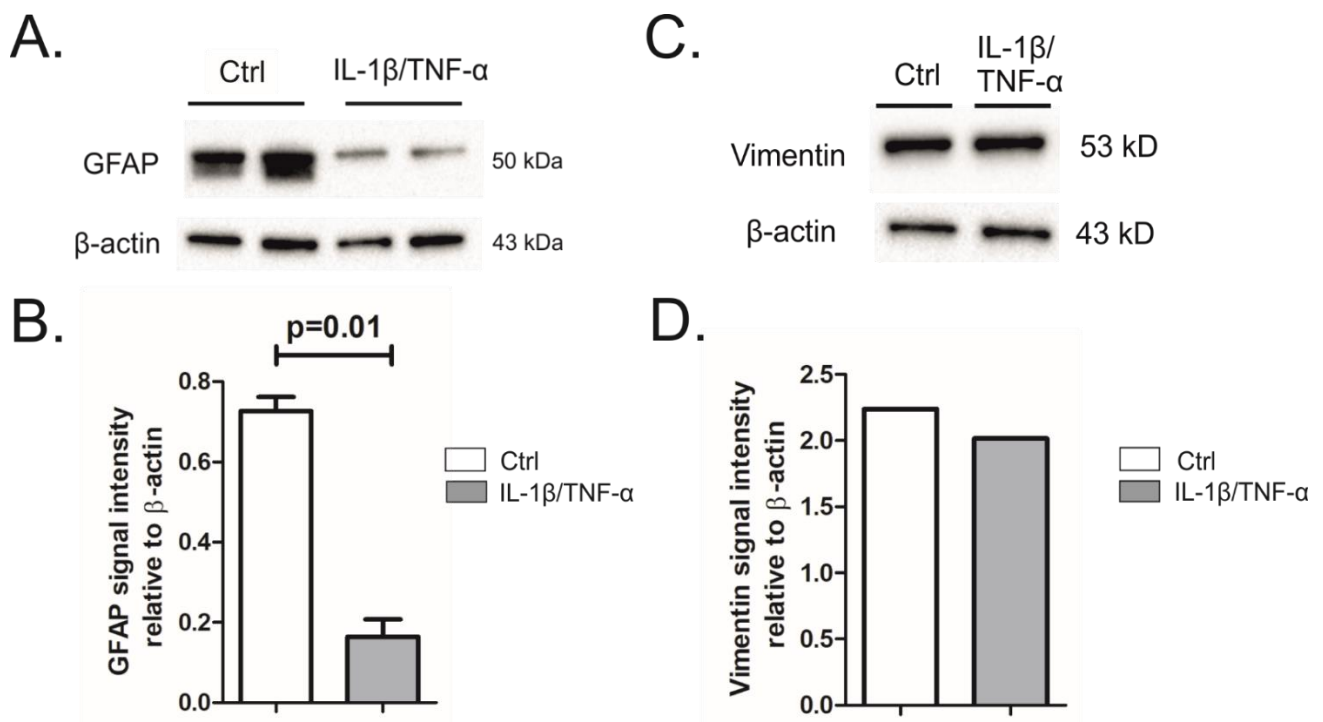 A.
Ctrl
IL-1β/TNF-α
GFAP
50 kDa
β-actin
43 kDa
B.
p=0.01
0.8
0.6
0.4
0.2
0.0
GFAP signal intensity
relative to β-actin
Ctrl
IL-1β/TNF-α
C.
Ctrl
IL-1β/
TNF-α
Vimentin
53 kD
β-actin
43 kD
D.
2.5
2.0
1.5
1.0
0.5
0.0
Vimentin signal intensity
relative to β-actin
Ctrl
IL-1β/TNF-α